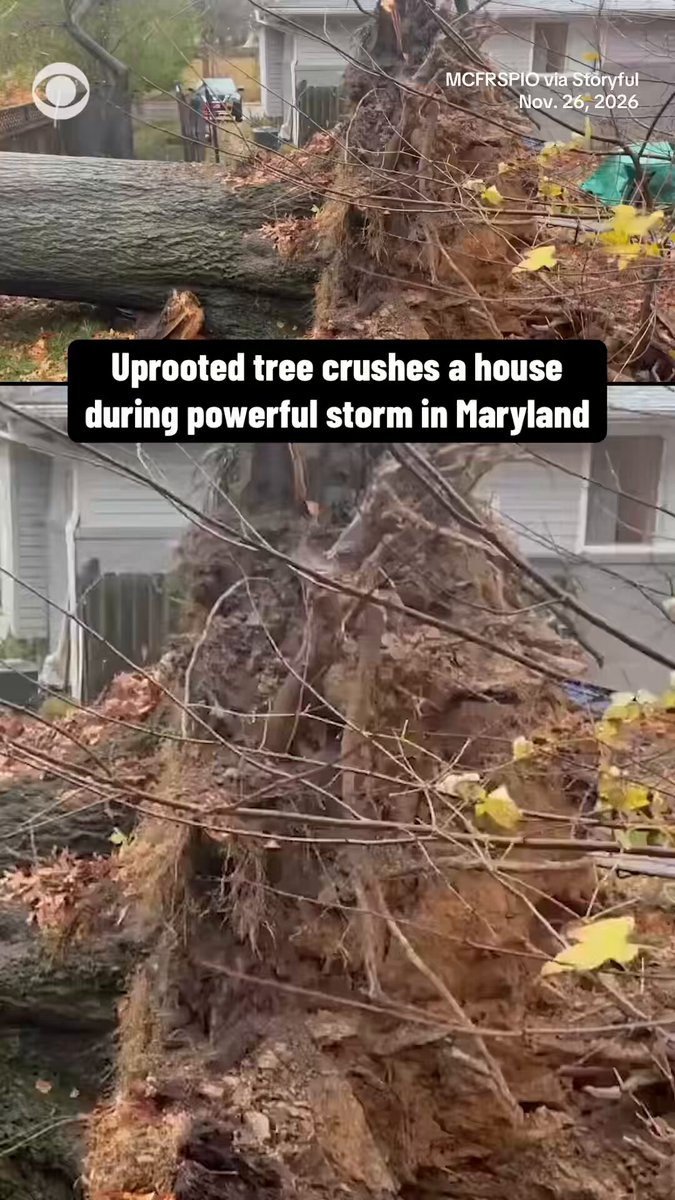 MCFRSPIO via Storyful
Nov. 26, 2026
Uprooted tree crushes a house
during powerful storm in Maryland